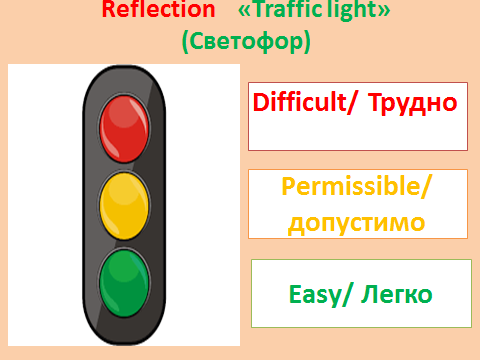 Reflection «Traffic light»
(Светофор)
Difficult/ Трудно
Permissible/
допустимо
Easy/ Легко